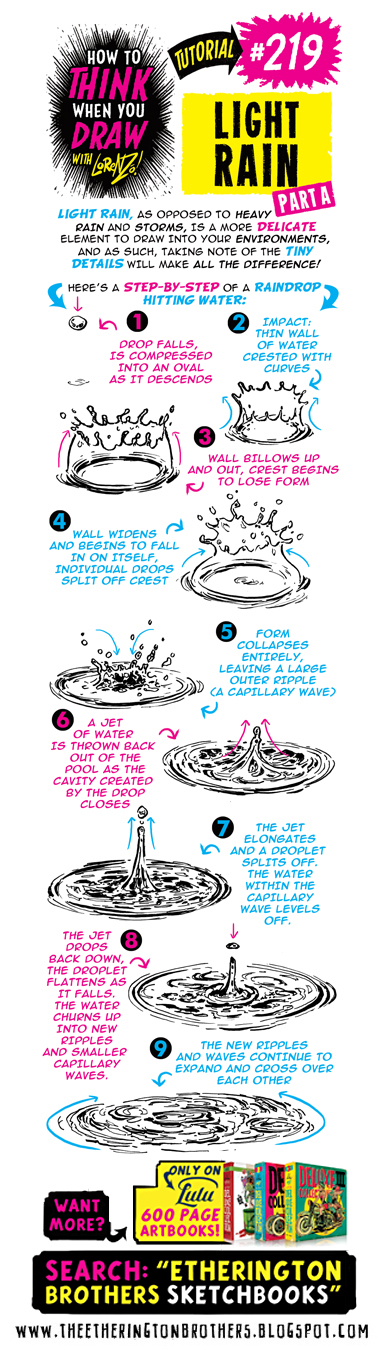 HOW TO
THINK
WHEN YOU
DRAW
WITH LORENZO!
TUTORIAL
#219
LIGHT
RAIN
PART A
LIGHT RAIN, AS OPPOSED TO HEAVY
RAIN AND STORMS, IS A MORE DELICATE
ELEMENT TO DRAW INTO YOUR ENVIRONMENTS,
AND AS SUCH, TAKING NOTE OF THE TINY
DETAILS WILL MAKE ALL THE DIFFERENCE!
HERE'S A STEP-BY-STEP OF A RAINDROP
HITTING WATER:
1
DROP FALLS,
IS COMPRESSED
INTO AN OVAL
AS IT DESCENDS
2
IMPACT:
THIN WALL
OF WATER
CRESTED WITH
CURVES
3
WALL BILLOWS UP
AND OUT, CREST BEGINS
TO LOSE FORM
4
WALL WIDENS
AND BEGINS TO FALL
IN ON ITSELF,
INDIVIDUAL DROPS
SPLIT OFF CREST
5
FORM
COLLAPSES
ENTIRELY,
LEAVING A LARGE
OUTER RIPPLE
(A CAPILLARY WAVE)
6
A JET
OF WATER
IS THROWN BACK
OUT OF THE
POOL AS THE
CAVITY CREATED
BY THE DROP
CLOSES
7
THE JET
ELONGATES
AND A DROPLET
SPLITS OFF.
THE WATER
WITHIN THE
CAPILLARY
WAVE LEVELS
OFF.
8
THE JET
DROPS
BACK DOWN,
THE DROPLET
FLATTENS AS
IT FALLS.
THE WATER
CHURNS UP
INTO NEW
RIPPLES
AND SMALLER
CAPILLARY
WAVES.
9
THE NEW RIPPLES
AND WAVES CONTINUE TO
EXPAND AND CROSS OVER
EACH OTHER
WANT
MORE?
ONLY ON
Lulu
600 PAGE
ARTBOOKS!
SEARCH: "ETHERINGTON
BROTHERS SKETCHBOOKS"
WWW.THEETHERINGTONBROTHERS.BLOGSPOT.COM